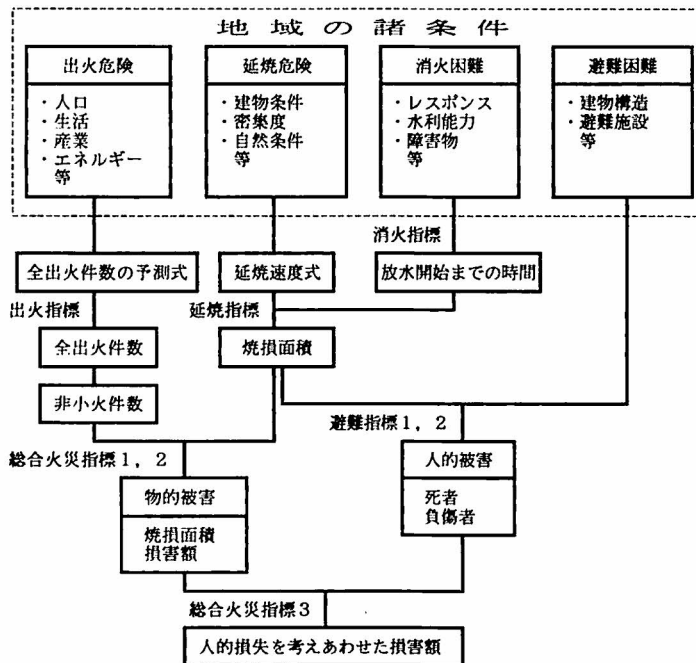 地域の諸条件
出火危険
・人口
・生活
・産業
・エネルギー
等
延焼危険
・建物条件
・密集度
・自然条件
等
消火困難
・レスポンス
・水利能力
・障害物
等
避難困難
・建物構造
・避難施設
等
消火指標
全出火件数の予測式
延焼速度式
放水開始までの時間
出火指標
延焼指標
全出火件数
焼損面積
非小火件数
避難指標1，2
総合火災指標1，2
人的被害
死者
負傷者
物的被害
焼損面積
損害額
総合火災指標3
人的損失を考えあわせた損害額